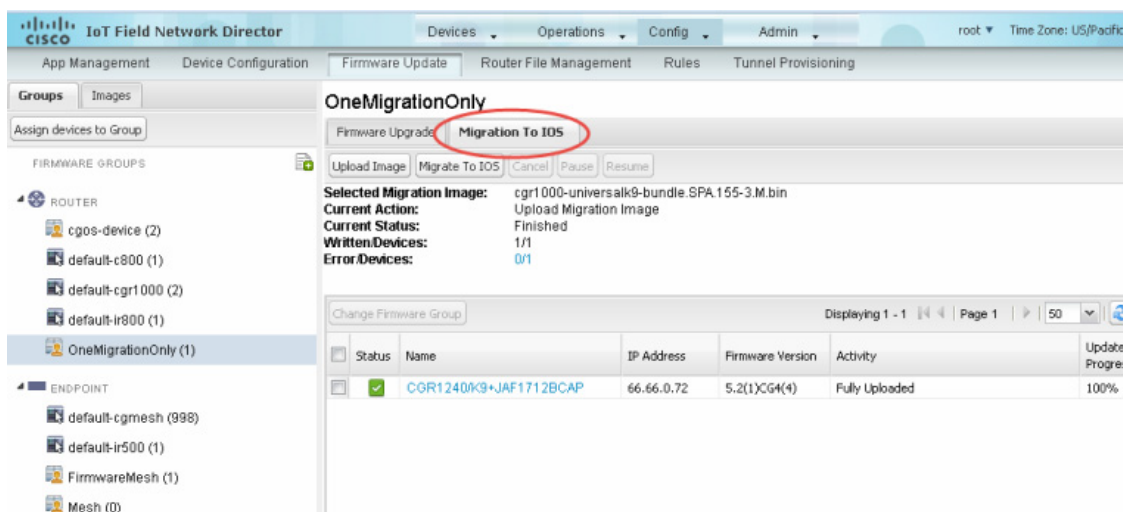 CISCO IoT Field Network Director Devices Operations Config Admin root Time Zone: US/Pacific
App Management Device Configuration Firmware Update Router File Management Rules Tunnel Provisioning
Groups Images
OneMigrationOnly
Assign devices to Group
Firmware Upgrade Migration To IOS
FIRMWARE GROUPS
Upload Image Migrate To IOS Cancel Pause Resume
Selected Migration Image: cgr1000-universalk9-bundle.SPA.155-3.M.bin
ROUTER
Current Action: Upload Migration Image
Current Status: Finished
cgos-device (2)
Written/Devices: 1/1
default-c800 (1)
Error/Devices: 0/1
default-cgr1000 (2)
default-ir800 (1)
Change Firmware Group Displaying 1 - 1 Page 1 50
OneMigrationOnly (1)
Status Name IP Address Firmware Version Activity Update
Progres
ENDPOINT
CGR1240/K9+JAF1712BCAP 66.66.0.72 5.2(1)CG4(4) Fully Uploaded 100%
default-cgmesh (998)
default-ir500 (1)
FirmwareMesh (1)
Mesh (0)